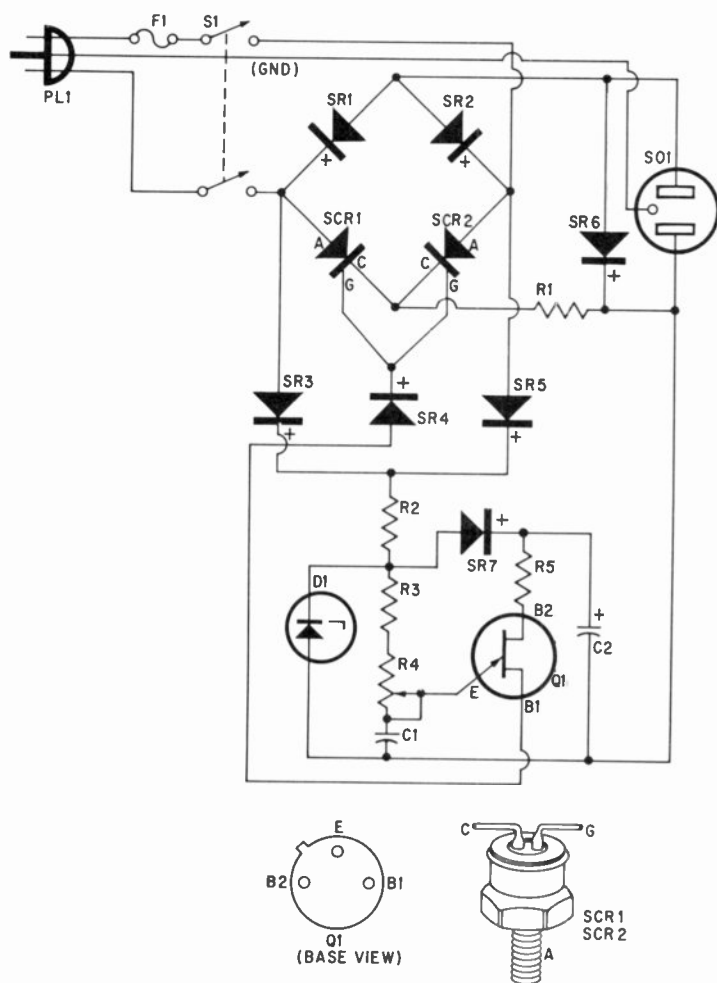 F1
S1
(GND)
PL1
SR1
SR2
+
+
SO1
SCR1
SCR2
A
A
C
C
G
G
SR6
+
R1
SR3
+
SR4
+
SR5
+
R2
SR7
+
R5
D1
R3
B2
+
C2
R4
E
Q1
B1
C1
E
B2
B1
Q1
(BASE VIEW)
C
G
SCR1
SCR2
A